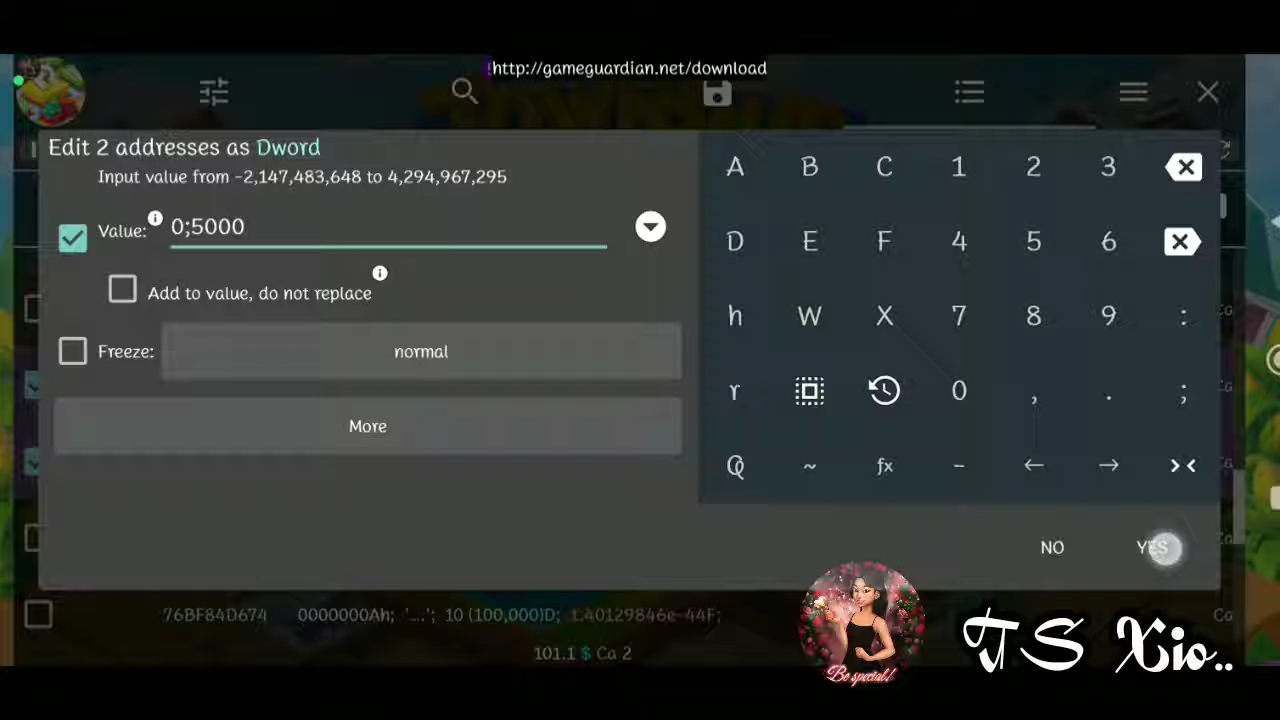 http://gameguardian.net/download
Edit 2 addresses as Dword
Input value from -2,147,483,648 to 4,294,967,295
Value: 0;5000
Add to value, do not replace
Freeze: normal
More
A B C 1 2 3
D E F 4 5 6
h W X 7 8 9 :
r 0 , . ;
Q ~ fx - ← → ><
NO YES
76BF84D674 0000000Ah; '...'; 10 (100,000)D; 1.40129846e-44F; Ca
101.1 $ Ca 2
Be special!
TS Xio..